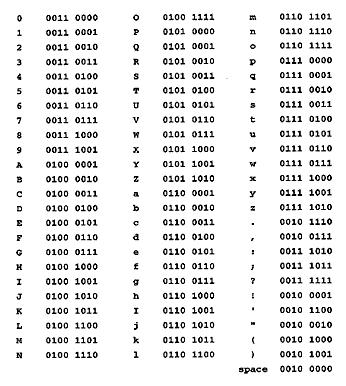 0 0011 0000 O 0100 1111 m 0110 1101
1 0011 0001 P 0101 0000 n 0110 1110
2 0011 0010 Q 0101 0001 o 0110 1111
3 0011 0011 R 0101 0010 p 0111 0000
4 0011 0100 S 0101 0011 q 0111 0001
5 0011 0101 T 0101 0100 r 0111 0010
6 0011 0110 U 0101 0101 s 0111 0011
7 0011 0111 V 0101 0110 t 0111 0100
8 0011 1000 W 0101 0111 u 0111 0101
9 0011 1001 X 0101 1000 v 0111 0110
A 0100 0001 Y 0101 1001 w 0111 0111
B 0100 0010 Z 0101 1010 x 0111 1000
C 0100 0011 a 0110 0001 y 0111 1001
D 0100 0100 b 0110 0010 z 0111 1010
E 0100 0101 c 0110 0011 . 0010 1110
F 0100 0110 d 0110 0100 , 0010 0111
G 0100 0111 e 0110 0101 : 0011 1010
H 0100 1000 f 0110 0110 ; 0011 1011
I 0100 1001 g 0110 0111 ? 0011 1111
J 0100 1010 h 0110 1000 ! 0010 0001
K 0100 1011 I 0110 1001 ' 0010 1100
L 0100 1100 j 0110 1010 " 0010 0010
M 0100 1101 k 0110 1011 ( 0010 1000
N 0100 1110 l 0110 1100 ) 0010 1001
space 0010 0000